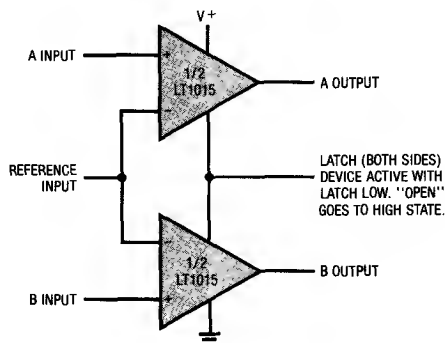 V+
A INPUT
+
1/2
LT1015
−
A OUTPUT
REFERENCE
INPUT
LATCH (BOTH SIDES)
DEVICE ACTIVE WITH
LATCH LOW. "OPEN"
GOES TO HIGH STATE.
−
1/2
LT1015
+
B OUTPUT
B INPUT